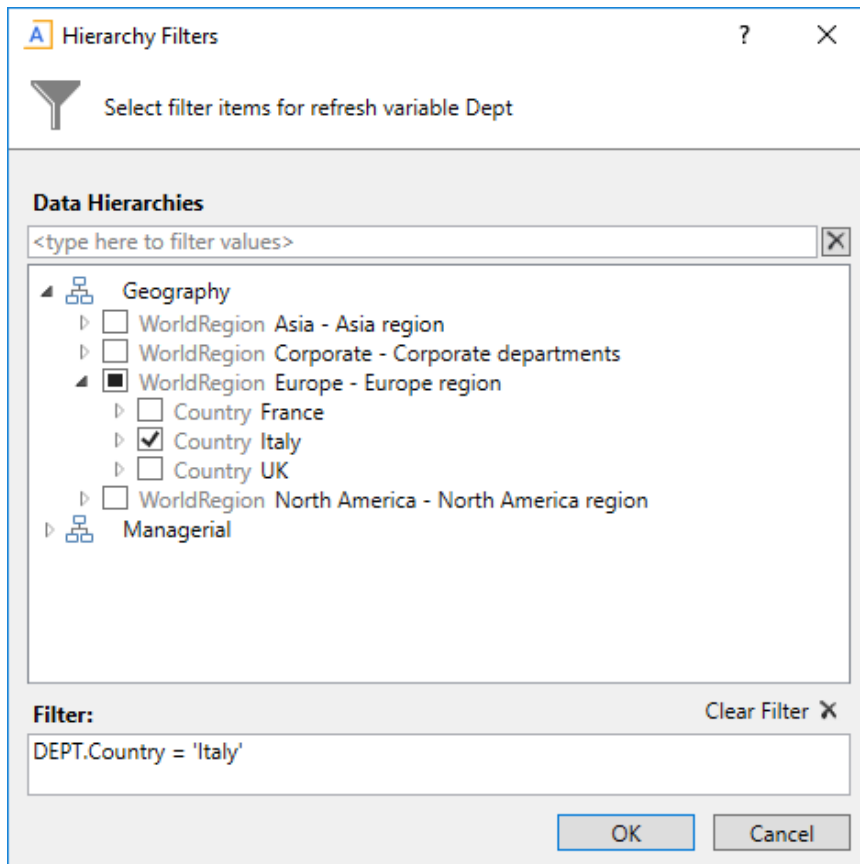 A Hierarchy Filters ?
Select filter items for refresh variable Dept
Data Hierarchies
<type here to filter values>
Geography
WorldRegion Asia - Asia region
WorldRegion Corporate - Corporate departments
WorldRegion Europe - Europe region
Country France
Country Italy
Country UK
WorldRegion North America - North America region
Managerial
Filter: Clear Filter
DEPT.Country = 'Italy'
OK Cancel